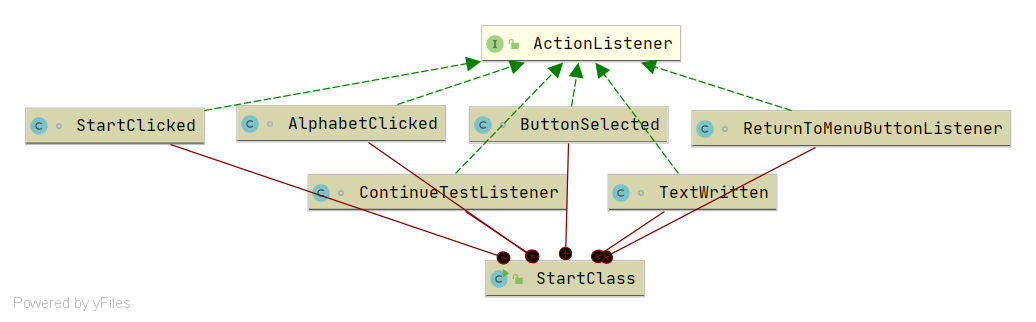 ActionListener
StartClicked
AlphabetClicked
ButtonSelected
ReturnToMenuButtonListener
ContinueTestListener
TextWritten
StartClass
Powered by yFiles